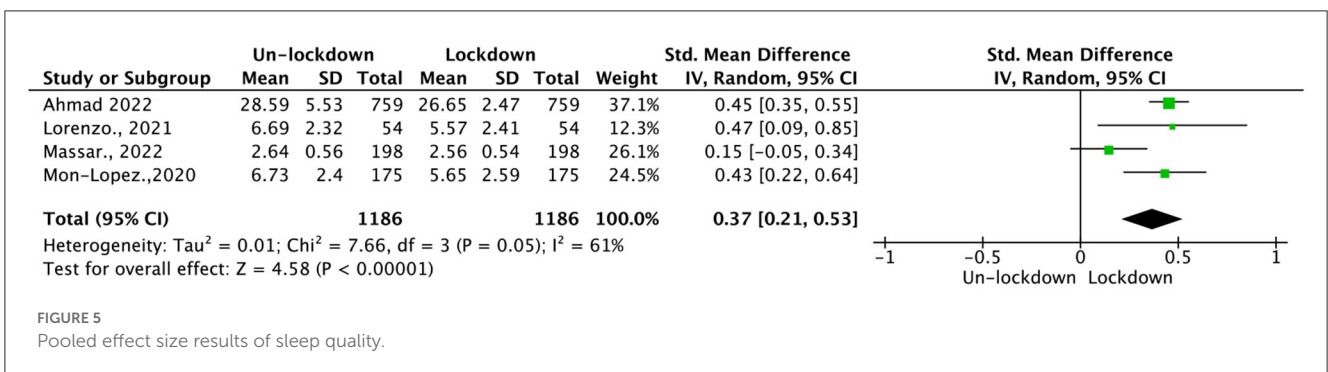 Un-lockdown Lockdown Std. Mean Difference Std. Mean Difference
Study or Subgroup Mean SD Total Mean SD Total Weight IV, Random, 95% CI IV, Random, 95% CI
Ahmad 2022 28.59 5.53 759 26.65 2.47 759 37.1% 0.45 [0.35, 0.55]
Lorenzo., 2021 6.69 2.32 54 5.57 2.41 54 12.3% 0.47 [0.09, 0.85]
Massar., 2022 2.64 0.56 198 2.56 0.54 198 26.1% 0.15 [-0.05, 0.34]
Mon-Lopez.,2020 6.73 2.4 175 5.65 2.59 175 24.5% 0.43 [0.22, 0.64]
Total (95% CI) 1186 1186 100.0% 0.37 [0.21, 0.53]
Heterogeneity: Tau² = 0.01; Chi² = 7.66, df = 3 (P = 0.05); I² = 61%
Test for overall effect: Z = 4.58 (P < 0.00001)
-1 -0.5 0 0.5 1
Un-lockdown Lockdown
FIGURE 5
Pooled effect size results of sleep quality.